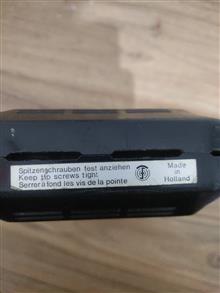 Spitzenschrauben fest anziehen
Keep tip screws tight
Serrer à fond les vis de la pointe
Made
in
Holland